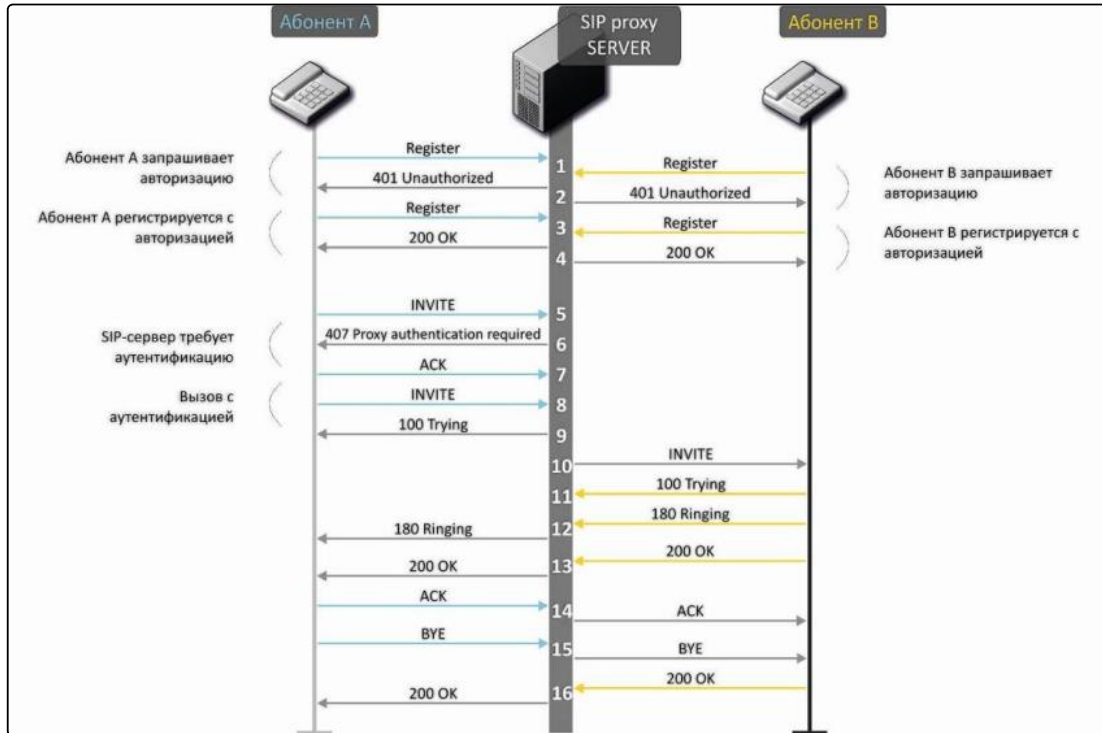 Абонент A
SIP proxy
SERVER
Абонент B
Абонент A запрашивает
авторизацию
Register
1
Register
Абонент B запрашивает
авторизацию
401 Unauthorized
2
401 Unauthorized
Абонент A регистрируется с
авторизацией
Register
3
Register
Абонент B регистрируется с
авторизацией
200 OK
4
200 OK
INVITE
5
SIP-сервер требует
аутентификацию
407 Proxy authentication required
6
ACK
7
Вызов с
аутентификацией
INVITE
8
100 Trying
9
10
INVITE
11
100 Trying
180 Ringing
12
180 Ringing
200 OK
13
200 OK
ACK
14
ACK
BYE
15
BYE
200 OK
16
200 OK